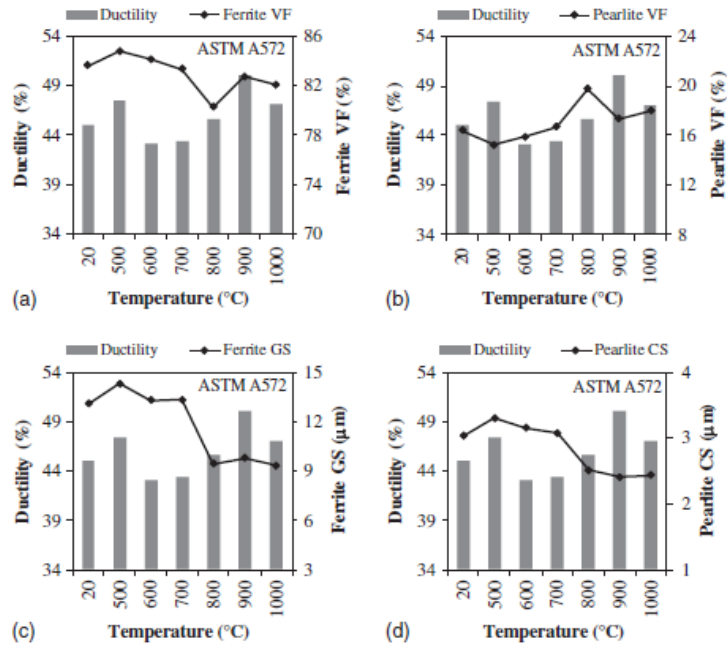 Ductility Ferrite VF
54 86
ASTM A572
49 82
44 78
39 74
34 70
Ductility (%)
Ferrite VF (%)
20 500 600 700 800 900 1000
(a) Temperature (°C)
Ductility Pearlite VF
54 24
ASTM A572
49 20
44 16
39 12
34 8
Ductility (%)
Pearlite VF (%)
20 500 600 700 800 900 1000
(b) Temperature (°C)
Ductility Ferrite GS
54 15
ASTM A572
49 12
44 9
39 6
34 3
Ductility (%)
Ferrite GS (μm)
20 500 600 700 800 900 1000
(c) Temperature (°C)
Ductility Pearlite CS
54 4
ASTM A572
49 3
44
2
39
34 1
Ductility (%)
Pearlite CS (μm)
20 500 600 700 800 900 1000
(d) Temperature (°C)